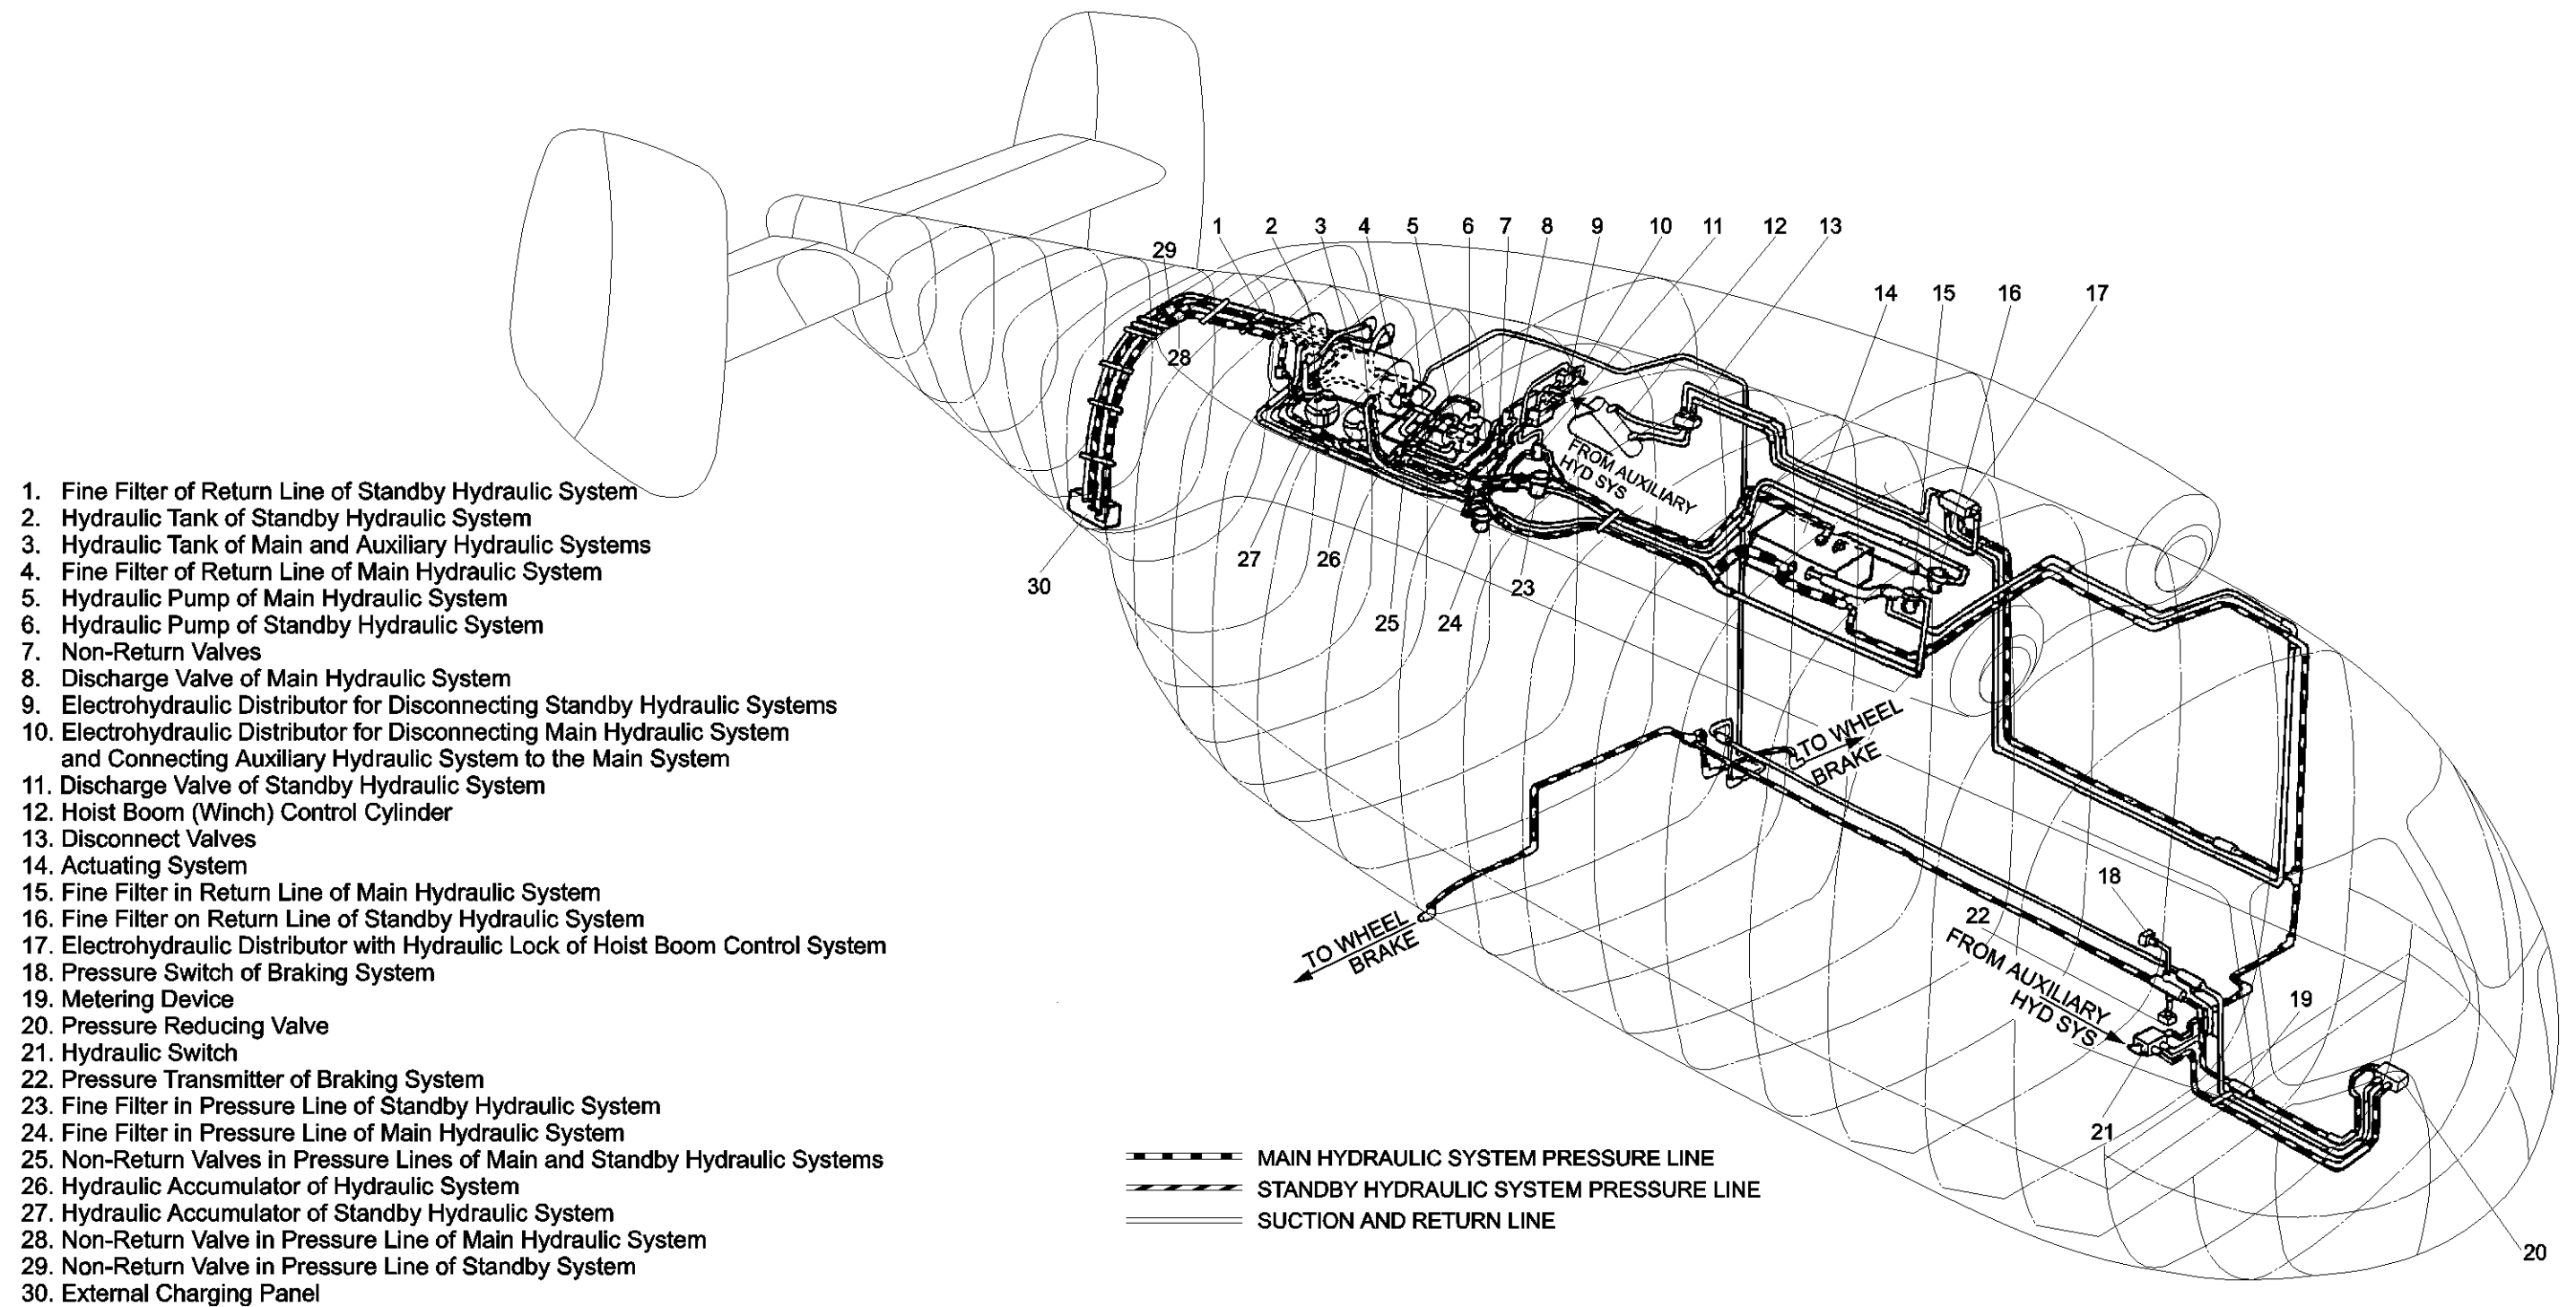 1 2 3 4 5 6 7 8 9 10 11 12 13
29
14 15 16 17
28
FROM AUXILIARY
HYD SYS
1. Fine Filter of Return Line of Standby Hydraulic System
2. Hydraulic Tank of Standby Hydraulic System
3. Hydraulic Tank of Main and Auxiliary Hydraulic Systems
4. Fine Filter of Return Line of Main Hydraulic System
5. Hydraulic Pump of Main Hydraulic System
6. Hydraulic Pump of Standby Hydraulic System
7. Non-Return Valves
8. Discharge Valve of Main Hydraulic System
9. Electrohydraulic Distributor for Disconnecting Standby Hydraulic Systems
10. Electrohydraulic Distributor for Disconnecting Main Hydraulic System
and Connecting Auxiliary Hydraulic System to the Main System
11. Discharge Valve of Standby Hydraulic System
12. Hoist Boom (Winch) Control Cylinder
13. Disconnect Valves
14. Actuating System
15. Fine Filter in Return Line of Main Hydraulic System
16. Fine Filter on Return Line of Standby Hydraulic System
17. Electrohydraulic Distributor with Hydraulic Lock of Hoist Boom Control System
18. Pressure Switch of Braking System
19. Metering Device
20. Pressure Reducing Valve
21. Hydraulic Switch
22. Pressure Transmitter of Braking System
23. Fine Filter in Pressure Line of Standby Hydraulic System
24. Fine Filter in Pressure Line of Main Hydraulic System
25. Non-Return Valves in Pressure Lines of Main and Standby Hydraulic Systems
26. Hydraulic Accumulator of Hydraulic System
27. Hydraulic Accumulator of Standby Hydraulic System
28. Non-Return Valve in Pressure Line of Main Hydraulic System
29. Non-Return Valve in Pressure Line of Standby System
30. External Charging Panel
30 27 26 23
25 24
TO WHEEL
BRAKE
18
22
TO WHEEL
BRAKE
FROM AUXILIARY
HYD SYS
19
21
20
MAIN HYDRAULIC SYSTEM PRESSURE LINE
STANDBY HYDRAULIC SYSTEM PRESSURE LINE
SUCTION AND RETURN LINE